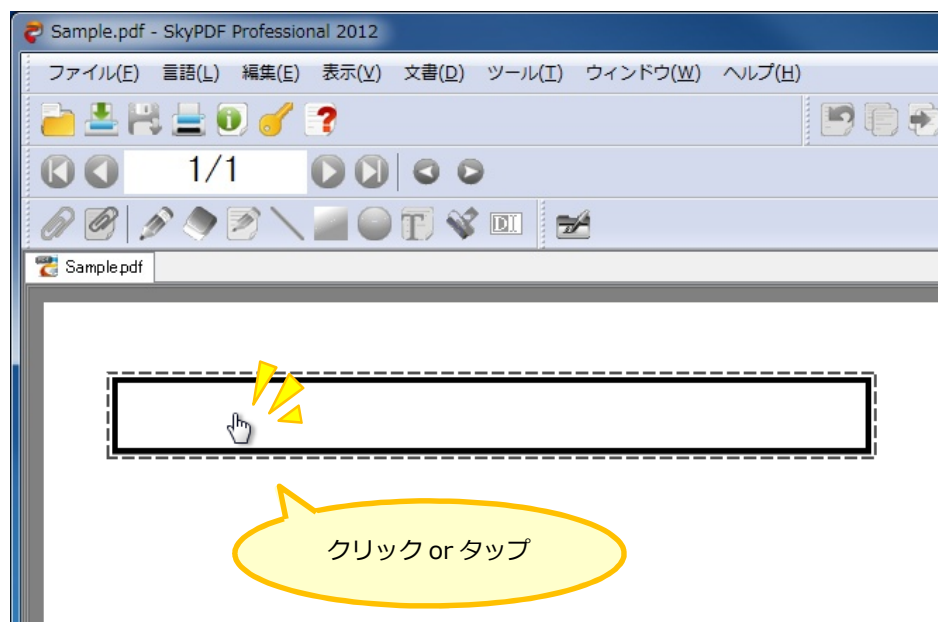 Sample.pdf - SkyPDF Professional 2012
ファイル(F) 言語(L) 編集(E) 表示(V) 文書(D) ツール(T) ウィンドウ(W) ヘルプ(H)
1/1
T
Sample.pdf
クリック or タップ